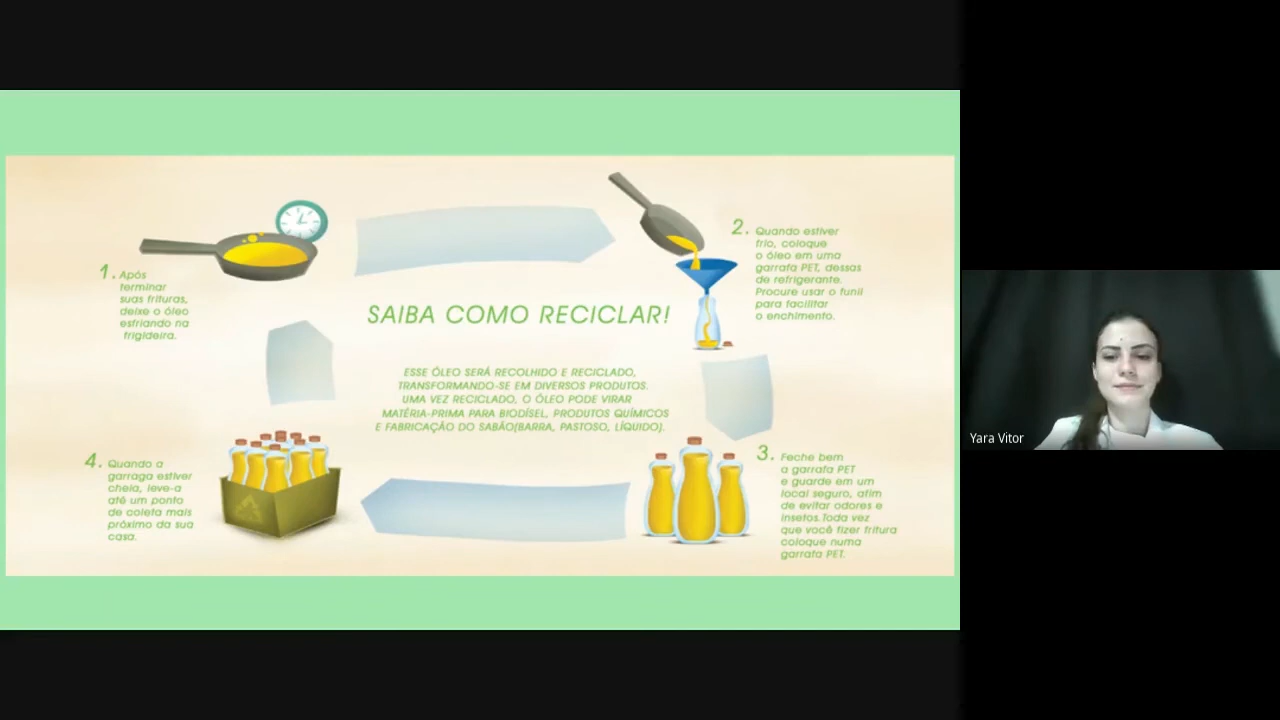 1. Após
terminar
suas frituras,
deixe o óleo
esfriando na
frigideira.
2. Quando estiver
frio, coloque
o óleo em uma
garrafa PET, dessas
de refrigerante.
Procure usar o funil
para facilitar
o enchimento.
SAIBA COMO RECICLAR!
ESSE ÓLEO SERÁ RECOLHIDO E RECICLADO,
TRANSFORMANDO-SE EM DIVERSOS PRODUTOS.
UMA VEZ RECICLADO, O ÓLEO PODE VIRAR
MATÉRIA-PRIMA PARA BIODÍSEL, PRODUTOS QUÍMICOS
E FABRICAÇÃO DO SABÃO(BARRA, PASTOSO, LÍQUIDO).
3. Feche bem
a garrafa PET
e guarde em um
local seguro, afim
de evitar odores e
insetos.Toda vez
que você fizer fritura
coloque numa
garrafa PET.
4. Quando a
garraga estiver
cheia, leve-a
até um ponto
de coleta mais
próximo da sua
casa.
Yara Vitor